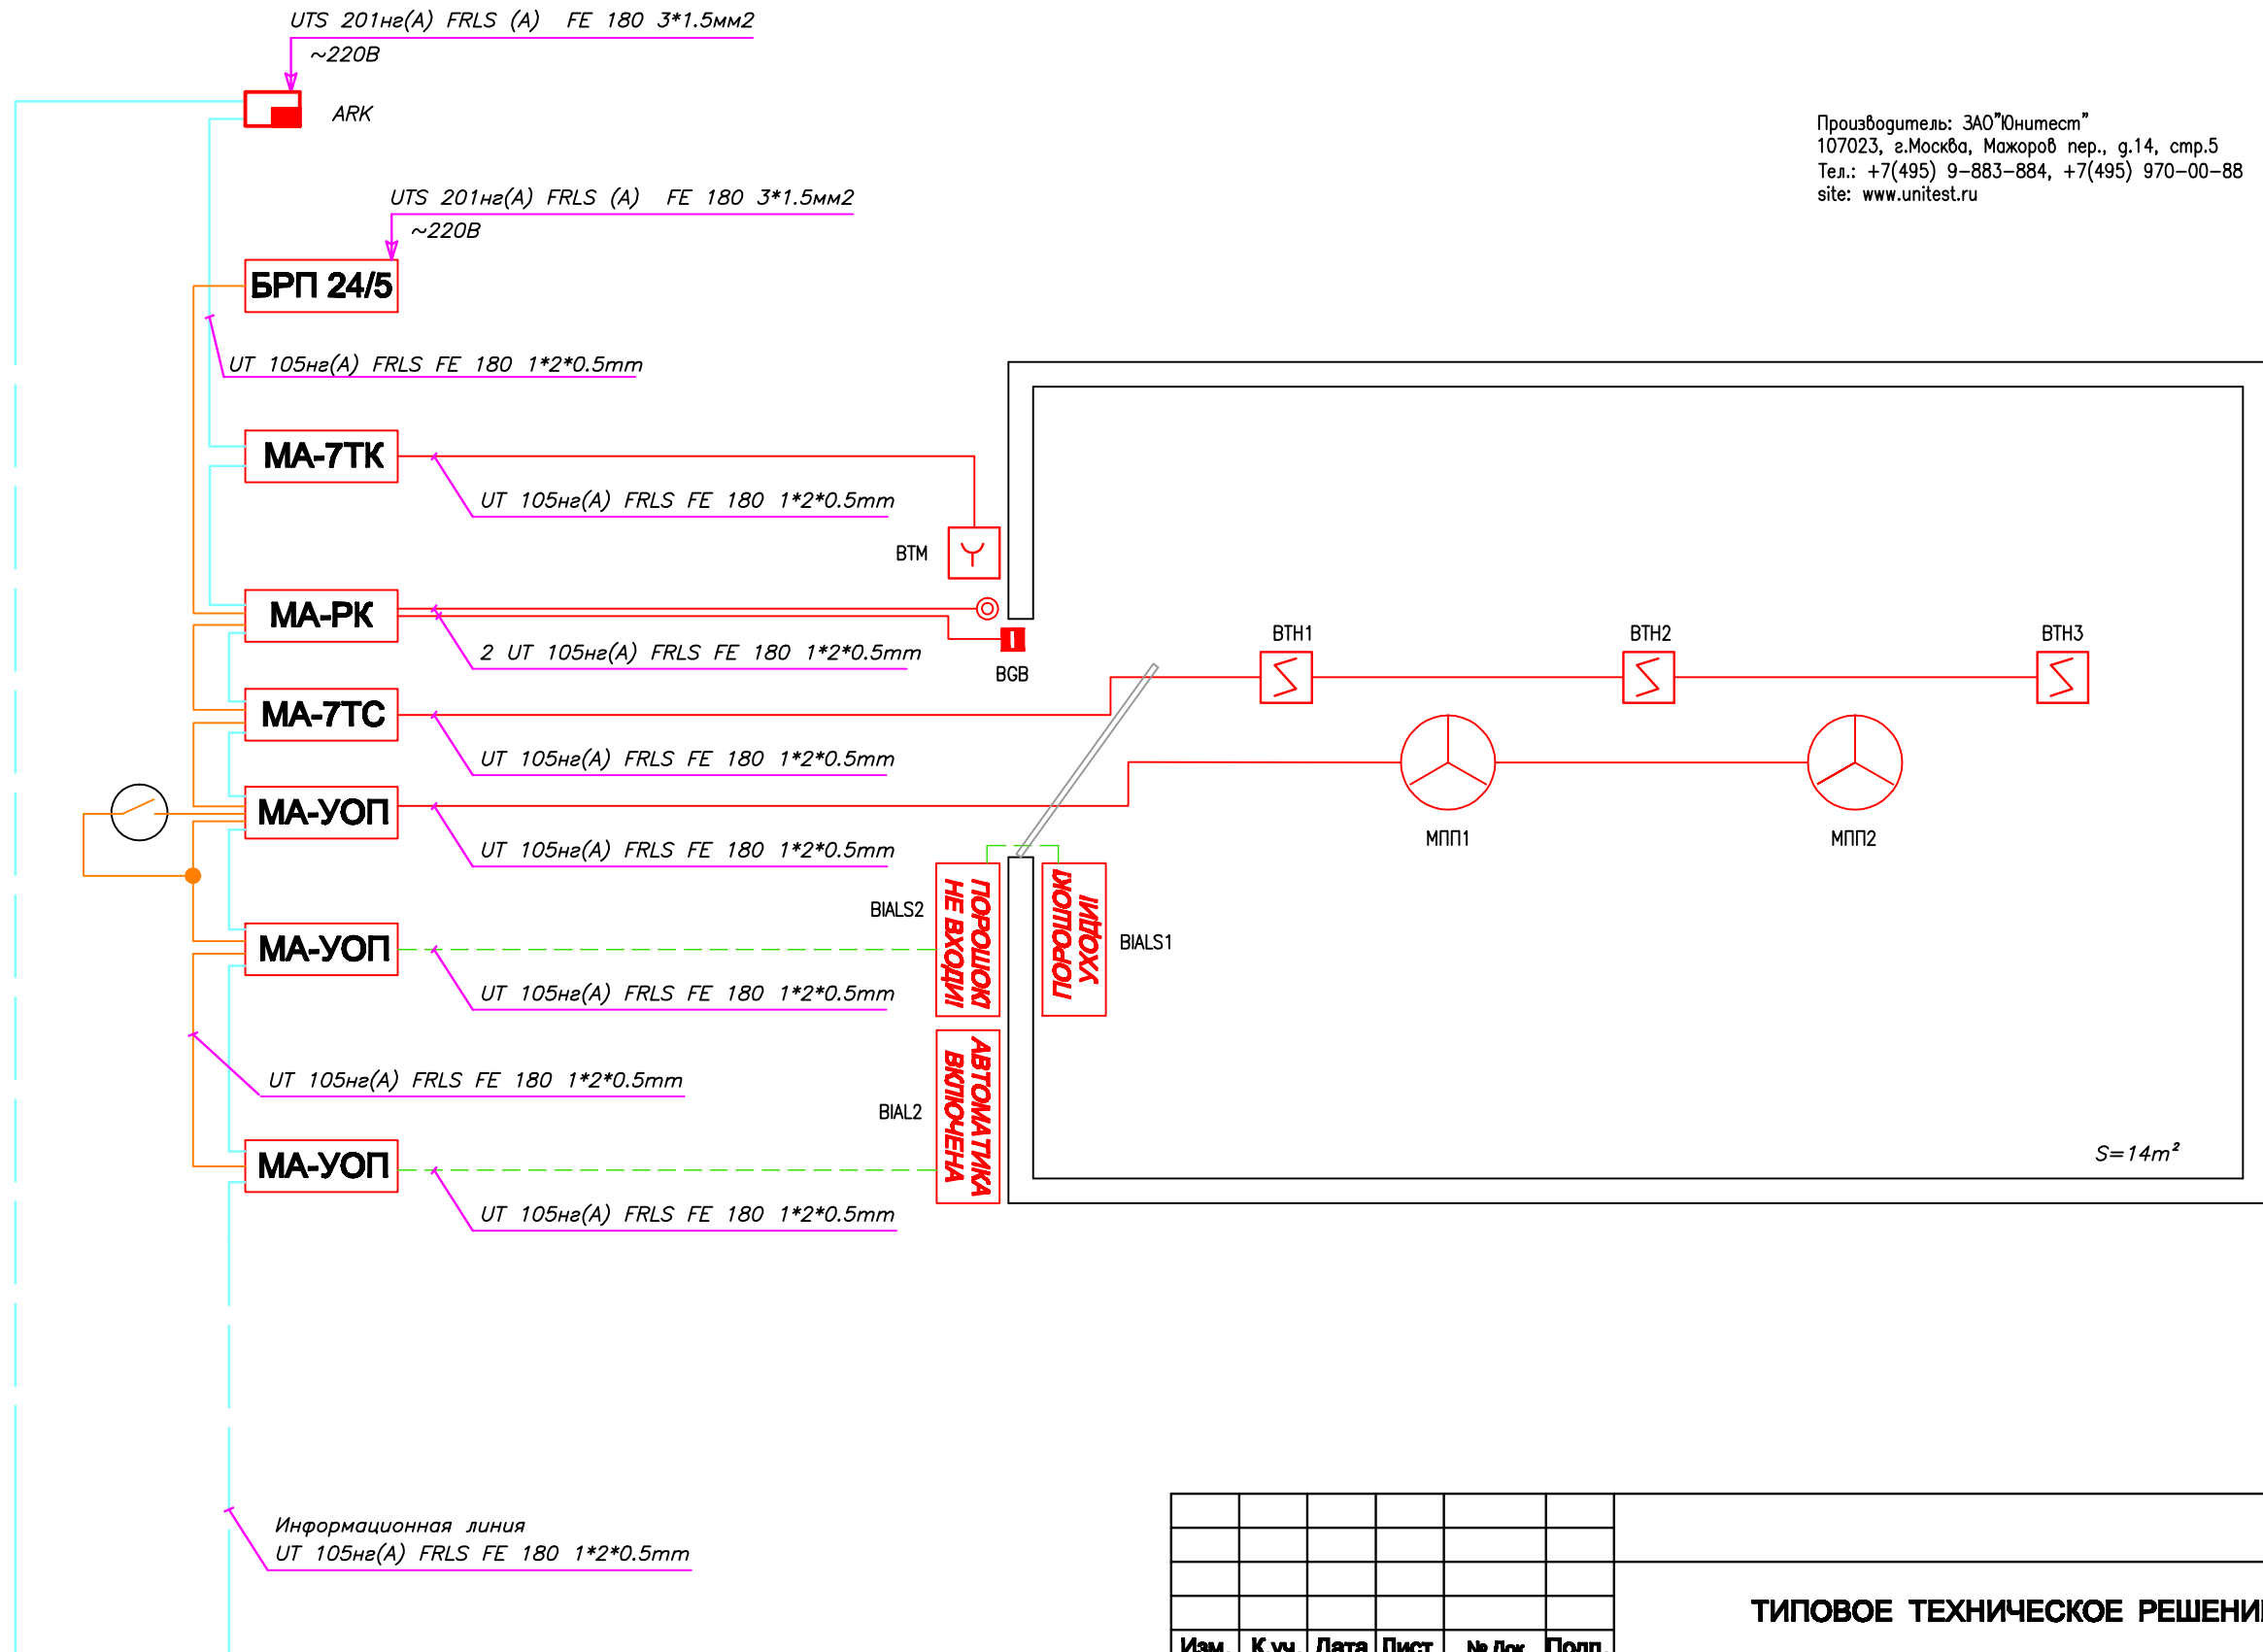 UTS 201нг(А) FRLS (А) FE 180 3*1.5мм2
~220В
ARK
Производитель: ЗАО"Юнитест"
107023, г.Москва, Мажоров пер., д.14, стр.5
Тел.: +7(495) 9-883-884, +7(495) 970-00-88
site: www.unitest.ru
UTS 201нг(А) FRLS (А) FE 180 3*1.5мм2
~220В
БРП 24/5
UT 105нг(А) FRLS FE 180 1*2*0.5mm
МА-7ТК
UT 105нг(А) FRLS FE 180 1*2*0.5mm
BTM
МА-РК
2 UT 105нг(А) FRLS FE 180 1*2*0.5mm
BGB
BTH1
BTH2
BTH3
МА-7ТС
UT 105нг(А) FRLS FE 180 1*2*0.5mm
МА-УОП
UT 105нг(А) FRLS FE 180 1*2*0.5mm
МПП1
МПП2
BIALS2
ПОРОШОК!
НЕ ВХОДИ!
ПОРОШОК!
УХОДИ!
BIALS1
МА-УОП
UT 105нг(А) FRLS FE 180 1*2*0.5mm
UT 105нг(А) FRLS FE 180 1*2*0.5mm
BIAL2
АВТОМАТИКА
ВКЛЮЧЕНА
МА-УОП
UT 105нг(А) FRLS FE 180 1*2*0.5mm
S=14m²
Информационная линия
UT 105нг(А) FRLS FE 180 1*2*0.5mm
ТИПОВОЕ ТЕХНИЧЕСКОЕ РЕШЕНИ
Изм. К.уч. Дата Лист № Док. Подп.